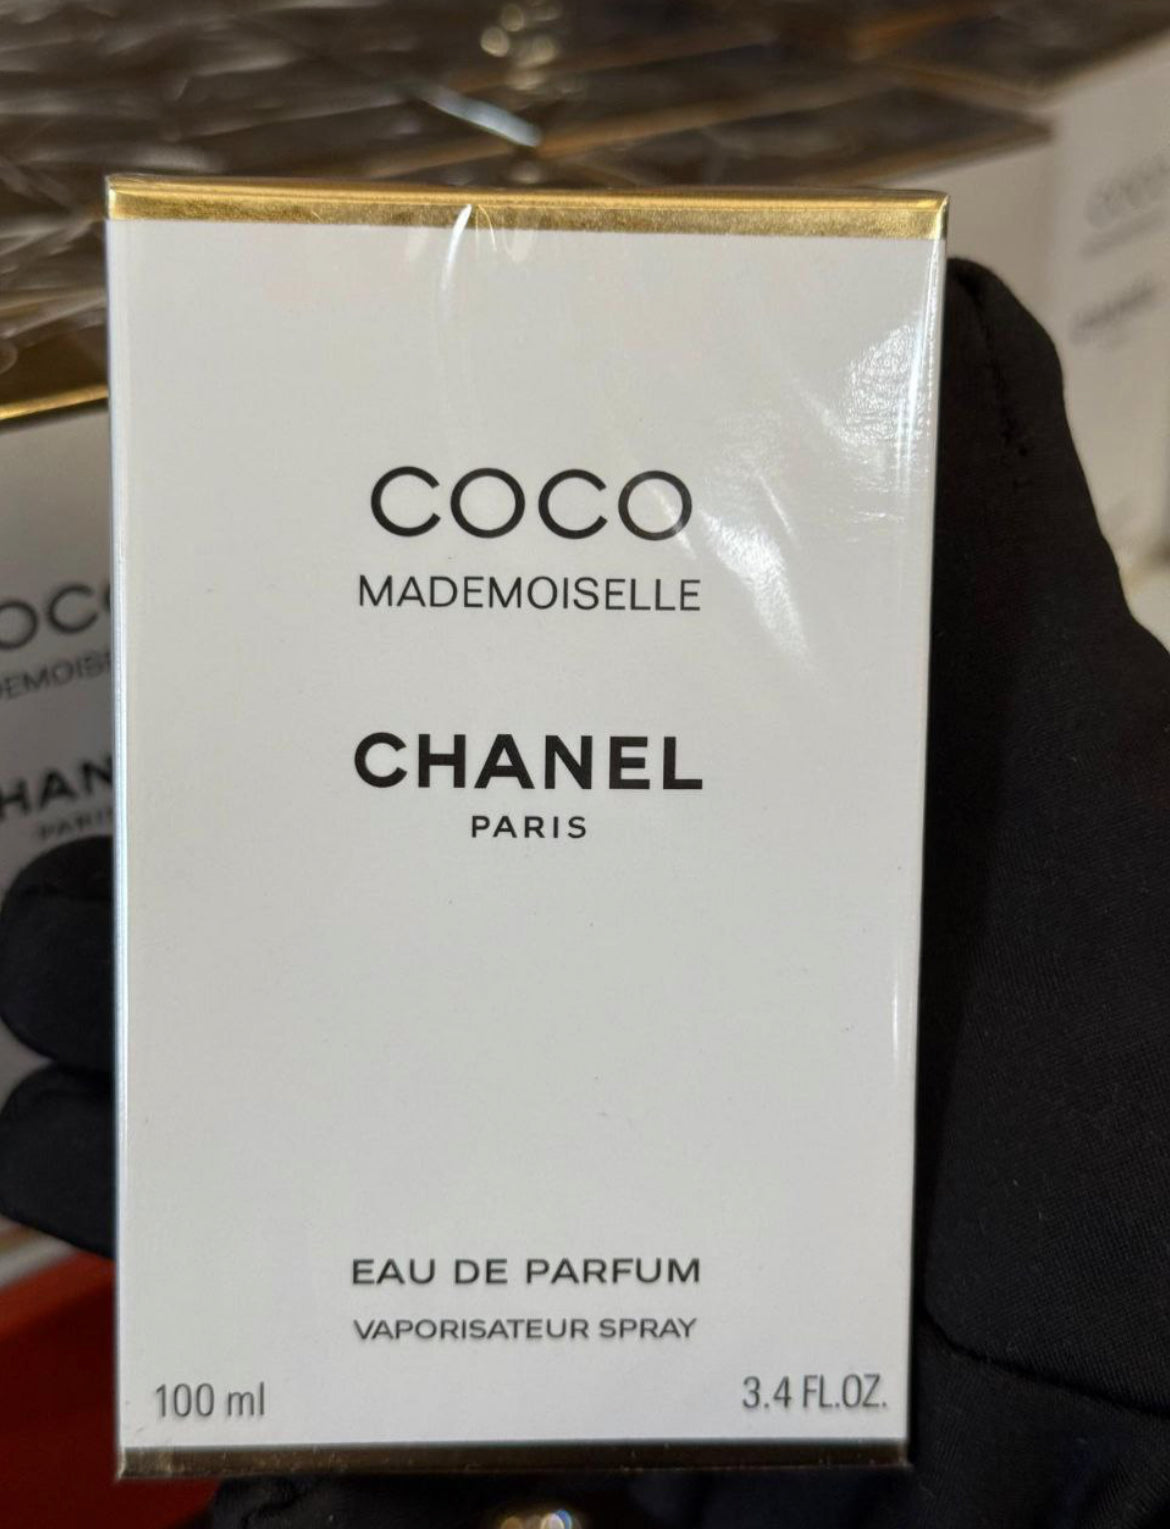 COCO
MADEMOISELLE
CHANEL
PARIS
EAU DE PARFUM
VAPORISATEUR SPRAY
100 ml
3.4 FL.OZ.